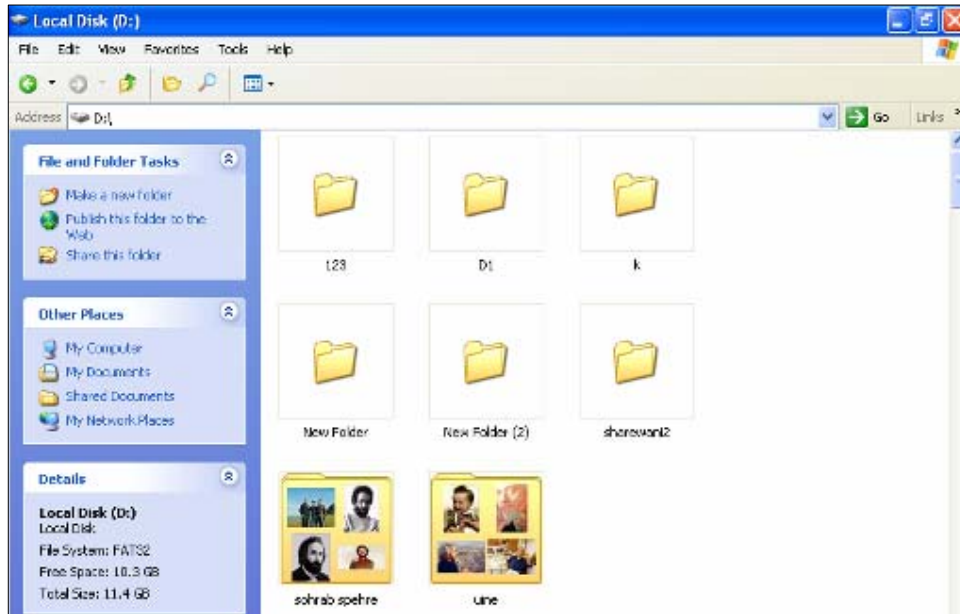 Local Disk (D:)
File Edit View Favorites Tools Help
Address D:\ Go Links »
File and Folder Tasks
Make a new folder
Publish this folder to the
Web
Share this folder
Other Places
My Computer
My Documents
Shared Documents
My Network Places
Details
Local Disk (D:)
Local Disk
File System: FAT32
Free Space: 10.3 GB
Total Size: 11.4 GB
123 D1 k
New Folder New Folder (2) sharewani2
sohrab spehre uine